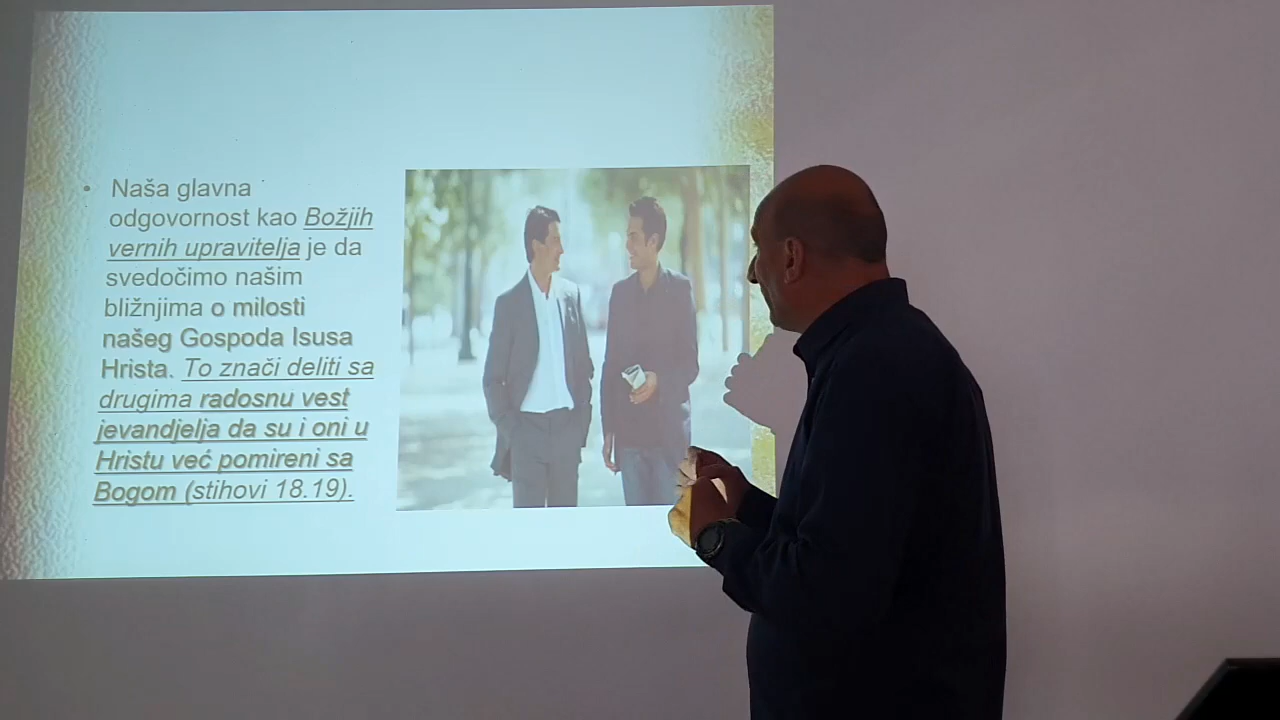 • Naša glavna
odgovornost kao Božjih
vernih upravitelja je da
svedočimo našim
bližnjima o milosti
našeg Gospoda Isusa
Hrista. To znači deliti sa
drugima radosnu vest
jevandjelja da su i oni u
Hristu već pomireni sa
Bogom (stihovi 18.19).